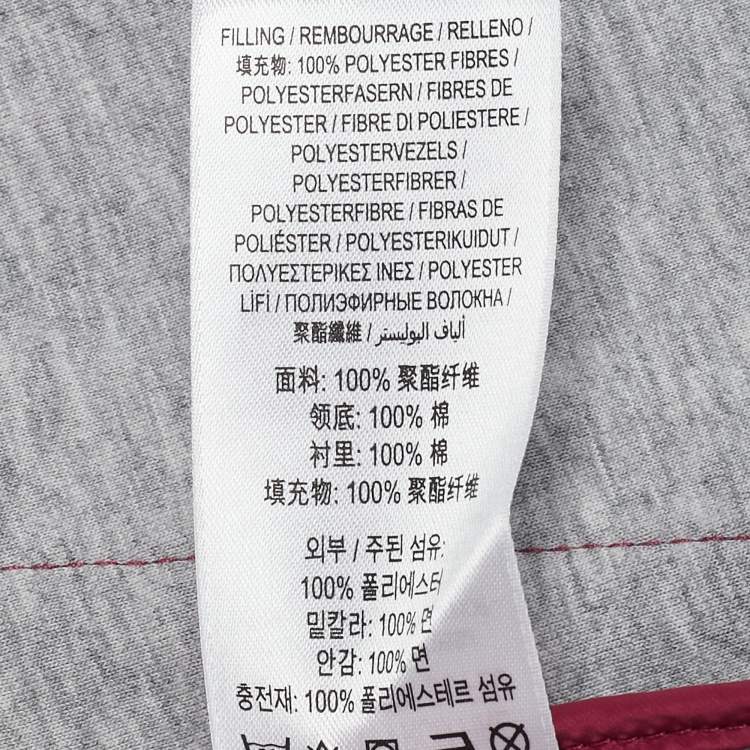 FILLING / REMBOURRAGE / RELLENO /
填充物: 100% POLYESTER FIBRES /
POLYESTERFASERN / FIBRES DE
POLYESTER / FIBRE DI POLIESTERE /
POLYESTERVEZELS /
POLYESTERFIBRER /
POLYESTERFIBRE / FIBRAS DE
POLIÉSTER / POLYESTERIKUIDUT /
ΠΟΛΥΕΣΤΕΡΙΚΕΣ ΙΝΕΣ / POLYESTER
LİFİ / ПОЛИЭФИРНЫЕ ВОЛОКНА /
聚酯纖維 / ألياف البوليستر
面料: 100% 聚酯纤维
领底: 100% 棉
衬里: 100% 棉
填充物: 100% 聚酯纤维
외부 / 주된 섬유:
100% 폴리에스터
밑칼라: 100% 면
안감: 100% 면
충전재: 100% 폴리에스테르 섬유